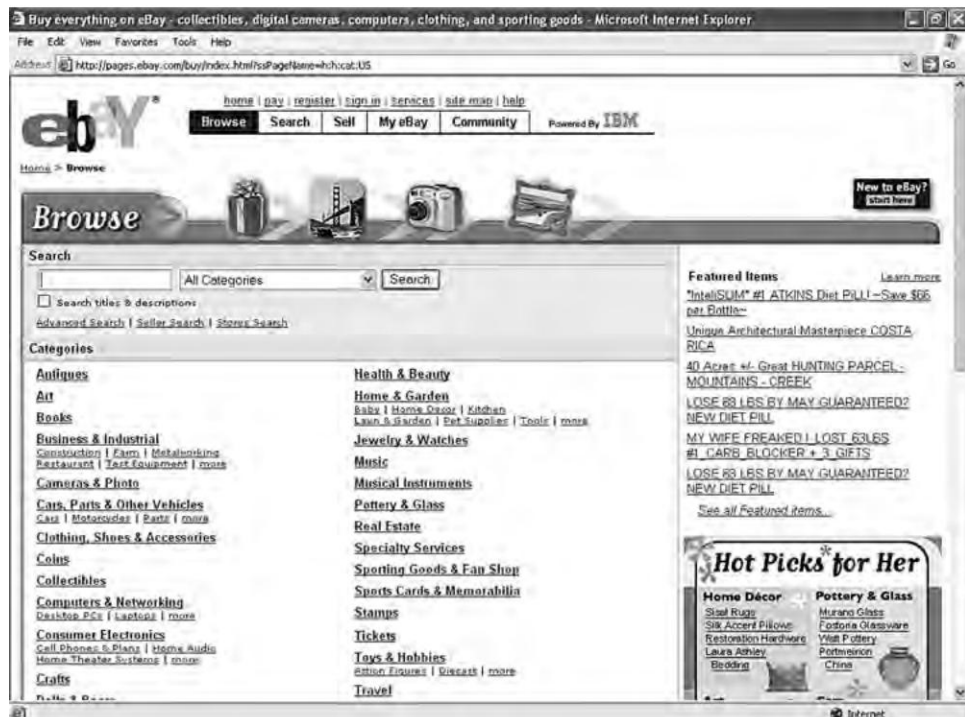 Buy everything on eBay - collectibles, digital cameras, computers, clothing, and sporting goods - Microsoft Internet Explorer
File Edit View Favorites Tools Help
Address http://pages.ebay.com/buy/index.html?ssPageName=h:h:cat:US Go
ebaY®
home | pay | register | sign in | services | site map | help
Browse Search Sell My eBay Community Powered By IBM
Home > Browse
New to eBay?
start here
Browse
Search
All Categories Search
Search titles & descriptions
Advanced Search | Seller Search | Stores Search
Categories
Antiques
Art
Books
Business & Industrial
Construction | Farm | Metalworking
Restaurant | Test Equipment | more
Cameras & Photo
Cars, Parts & Other Vehicles
Cars | Motorcycles | Parts | more
Clothing, Shoes & Accessories
Coins
Collectibles
Computers & Networking
Desktop PCs | Laptops | more
Consumer Electronics
Cell Phones & Plans | Home Audio
Home Theater Systems | more
Crafts
Dolls & Bears
Health & Beauty
Home & Garden
Baby | Home Decor | Kitchen
Lawn & Garden | Pet Supplies | Tools | more
Jewelry & Watches
Music
Musical Instruments
Pottery & Glass
Real Estate
Specialty Services
Sporting Goods & Fan Shop
Sports Cards & Memorabilia
Stamps
Tickets
Toys & Hobbies
Action Figures | Diecast | more
Travel
Featured Items Learn more
"InteliSLIM" #1 ATKINS Diet PiLL! ~Save $66
per Bottle~
Unique Architectural Masterpiece COSTA
RICA
40 Acres +/- Great HUNTING PARCEL -
MOUNTAINS - CREEK
LOSE 68 LBS BY MAY GUARANTEED?
NEW DIET PILL
MY WIFE FREAKED I LOST 63LBS
#1 CARB BLOCKER + 3 GIFTS
LOSE 68 LBS BY MAY GUARANTEED?
NEW DIET PILL
See all Featured items...
Hot Picks for Her
Home Décor
Sisal Rugs
Silk Accent Pillows
Restoration Hardware
Laura Ashley
Bedding
Pottery & Glass
Murano Glass
Fostoria Glassware
Watt Pottery
Portmeirion
China
Art
Internet